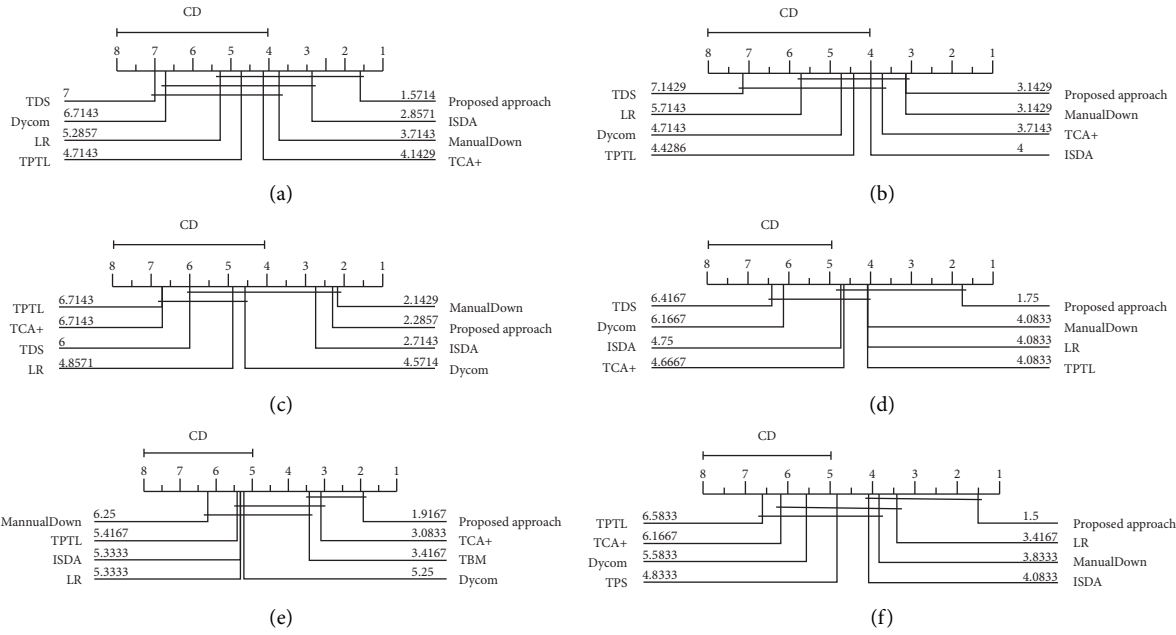 CD
8 7 6 5 4 3 2 1
TDS 7
Dycom 6.7143
LR 5.2857
TPTL 4.7143
1.5714 Proposed approach
2.8571 ISDA
3.7143 ManualDown
4.1429 TCA+
(a)
CD
8 7 6 5 4 3 2 1
TDS 7.1429
LR 5.7143
Dycom 4.7143
TPTL 4.4286
3.1429 Proposed approach
3.1429 ManualDown
3.7143 TCA+
4 ISDA
(b)
CD
8 7 6 5 4 3 2 1
TPTL 6.7143
TCA+ 6.7143
TDS 6
LR 4.8571
2.1429 ManualDown
2.2857 Proposed approach
2.7143 ISDA
4.5714 Dycom
(c)
CD
8 7 6 5 4 3 2 1
TDS 6.4167
Dycom 6.1667
ISDA 4.75
TCA+ 4.6667
1.75 Proposed approach
4.0833 ManualDown
4.0833 LR
4.0833 TPTL
(d)
CD
8 7 6 5 4 3 2 1
MannualDown 6.25
TPTL 5.4167
ISDA 5.3333
LR 5.3333
1.9167 Proposed approach
3.0833 TCA+
3.4167 TBM
5.25 Dycom
(e)
CD
8 7 6 5 4 3 2 1
TPTL 6.5833
TCA+ 6.1667
Dycom 5.5833
TPS 4.8333
1.5 Proposed approach
3.4167 LR
3.8333 ManualDown
4.0833 ISDA
(f)